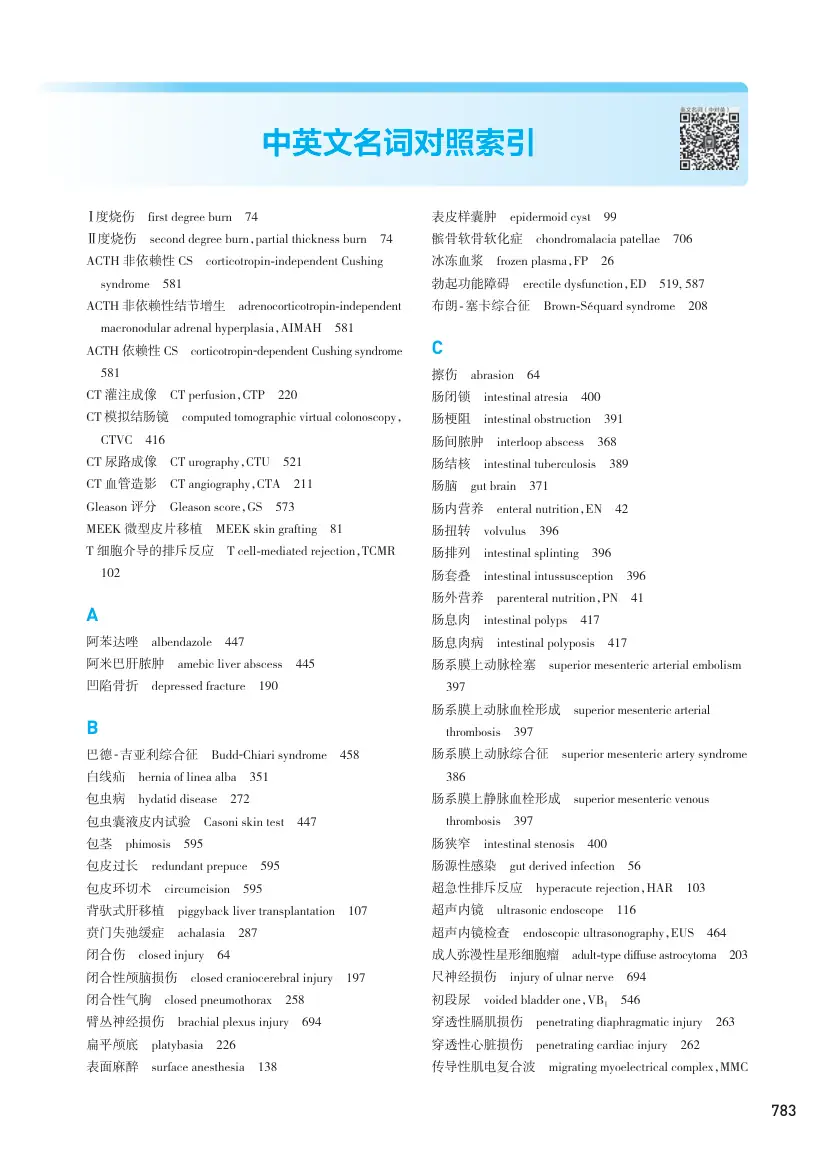 中英文名词对照索引
Ⅰ度烧伤 first degree burn 74
Ⅱ度烧伤 second degree burn,partial thickness burn 74
ACTH 非依赖性 CS corticotropin-independent Cushing
syndrome 581
ACTH 非依赖性结节增生 adrenocorticotropin-independent
macronodular adrenal hyperplasia,AIMAH 581
ACTH 依赖性 CS corticotropin-dependent Cushing syndrome
581
CT 灌注成像 CT perfusion,CTP 220
CT 模拟结肠镜 computed tomographic virtual colonoscopy,
CTVC 416
CT 尿路成像 CT urography,CTU 521
CT 血管造影 CT angiography,CTA 211
Gleason 评分 Gleason score,GS 573
MEEK 微型皮片移植 MEEK skin grafting 81
T 细胞介导的排斥反应 T cell-mediated rejection,TCMR
102
A
阿苯达唑 albendazole 447
阿米巴肝脓肿 amebic liver abscess 445
凹陷骨折 depressed fracture 190
B
巴德-吉亚利综合征 Budd-Chiari syndrome 458
白线疝 hernia of linea alba 351
包虫病 hydatid disease 272
包虫囊液皮内试验 Casoni skin test 447
包茎 phimosis 595
包皮过长 redundant prepuce 595
包皮环切术 circumcision 595
背驮式肝移植 piggyback liver transplantation 107
贲门失弛缓症 achalasia 287
闭合伤 closed injury 64
闭合性颅脑损伤 closed craniocerebral injury 197
闭合性气胸 closed pneumothorax 258
臂丛神经损伤 brachial plexus injury 694
扁平颅底 platybasia 226
表面麻醉 surface anesthesia 138
表皮样囊肿 epidermoid cyst 99
髌骨软骨软化症 chondromalacia patellae 706
冰冻血浆 frozen plasma,FP 26
勃起功能障碍 erectile dysfunction,ED 519, 587
布朗-塞卡综合征 Brown-Séquard syndrome 208
C
擦伤 abrasion 64
肠闭锁 intestinal atresia 400
肠梗阻 intestinal obstruction 391
肠间脓肿 interloop abscess 368
肠结核 intestinal tuberculosis 389
肠脑 gut brain 371
肠内营养 enteral nutrition,EN 42
肠扭转 volvulus 396
肠排列 intestinal splinting 396
肠套叠 intestinal intussusception 396
肠外营养 parenteral nutrition,PN 41
肠息肉 intestinal polyps 417
肠息肉病 intestinal polyposis 417
肠系膜上动脉栓塞 superior mesenteric arterial embolism
397
肠系膜上动脉血栓形成 superior mesenteric arterial
thrombosis 397
肠系膜上动脉综合征 superior mesenteric artery syndrome
386
肠系膜上静脉血栓形成 superior mesenteric venous
thrombosis 397
肠狭窄 intestinal stenosis 400
肠源性感染 gut derived infection 56
超急性排斥反应 hyperacute rejection,HAR 103
超声内镜 ultrasonic endoscope 116
超声内镜检查 endoscopic ultrasonography,EUS 464
成人弥漫性星形细胞瘤 adult-type diffuse astrocytoma 203
尺神经损伤 injury of ulnar nerve 694
初段尿 voided bladder one,VB₁ 546
穿透性膈肌损伤 penetrating diaphragmatic injury 263
穿透性心脏损伤 penetrating cardiac injury 262
传导性肌电复合波 migrating myoelectrical complex,MMC
783